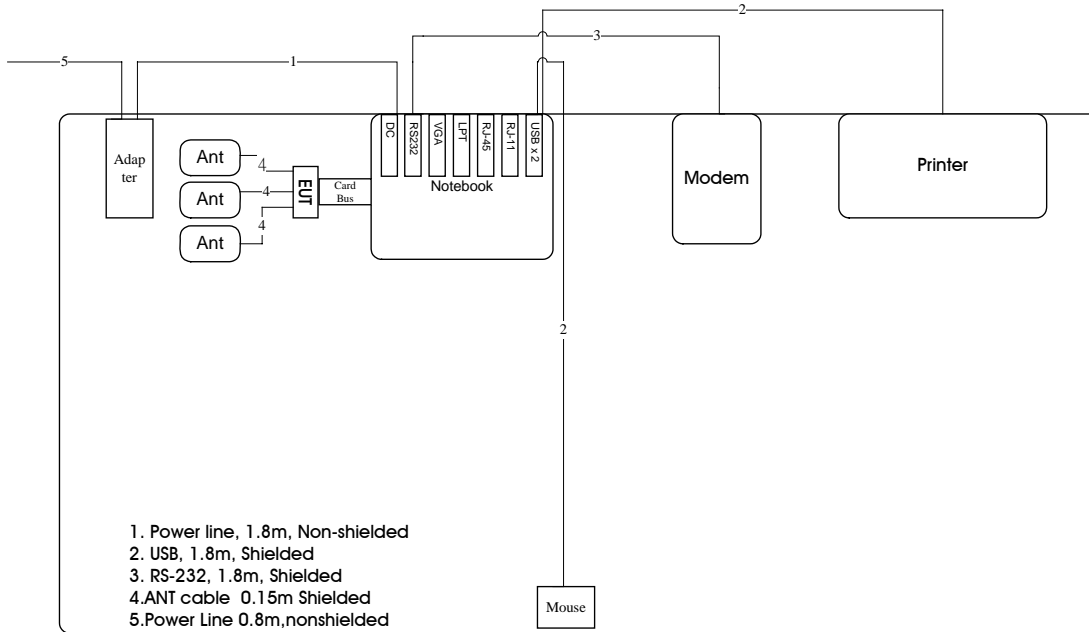 2
3
5
1
DC
RS232
VGA
LPT
RJ-45
RJ-11
USB x 2
Adap
ter
Ant
4
Ant
4
4
Ant
EUT
Card
Bus
Notebook
Modem
Printer
2
1. Power line, 1.8m, Non-shielded
2. USB, 1.8m, Shielded
3. RS-232, 1.8m, Shielded
4.ANT cable 0.15m Shielded
5.Power Line 0.8m,nonshielded
Mouse